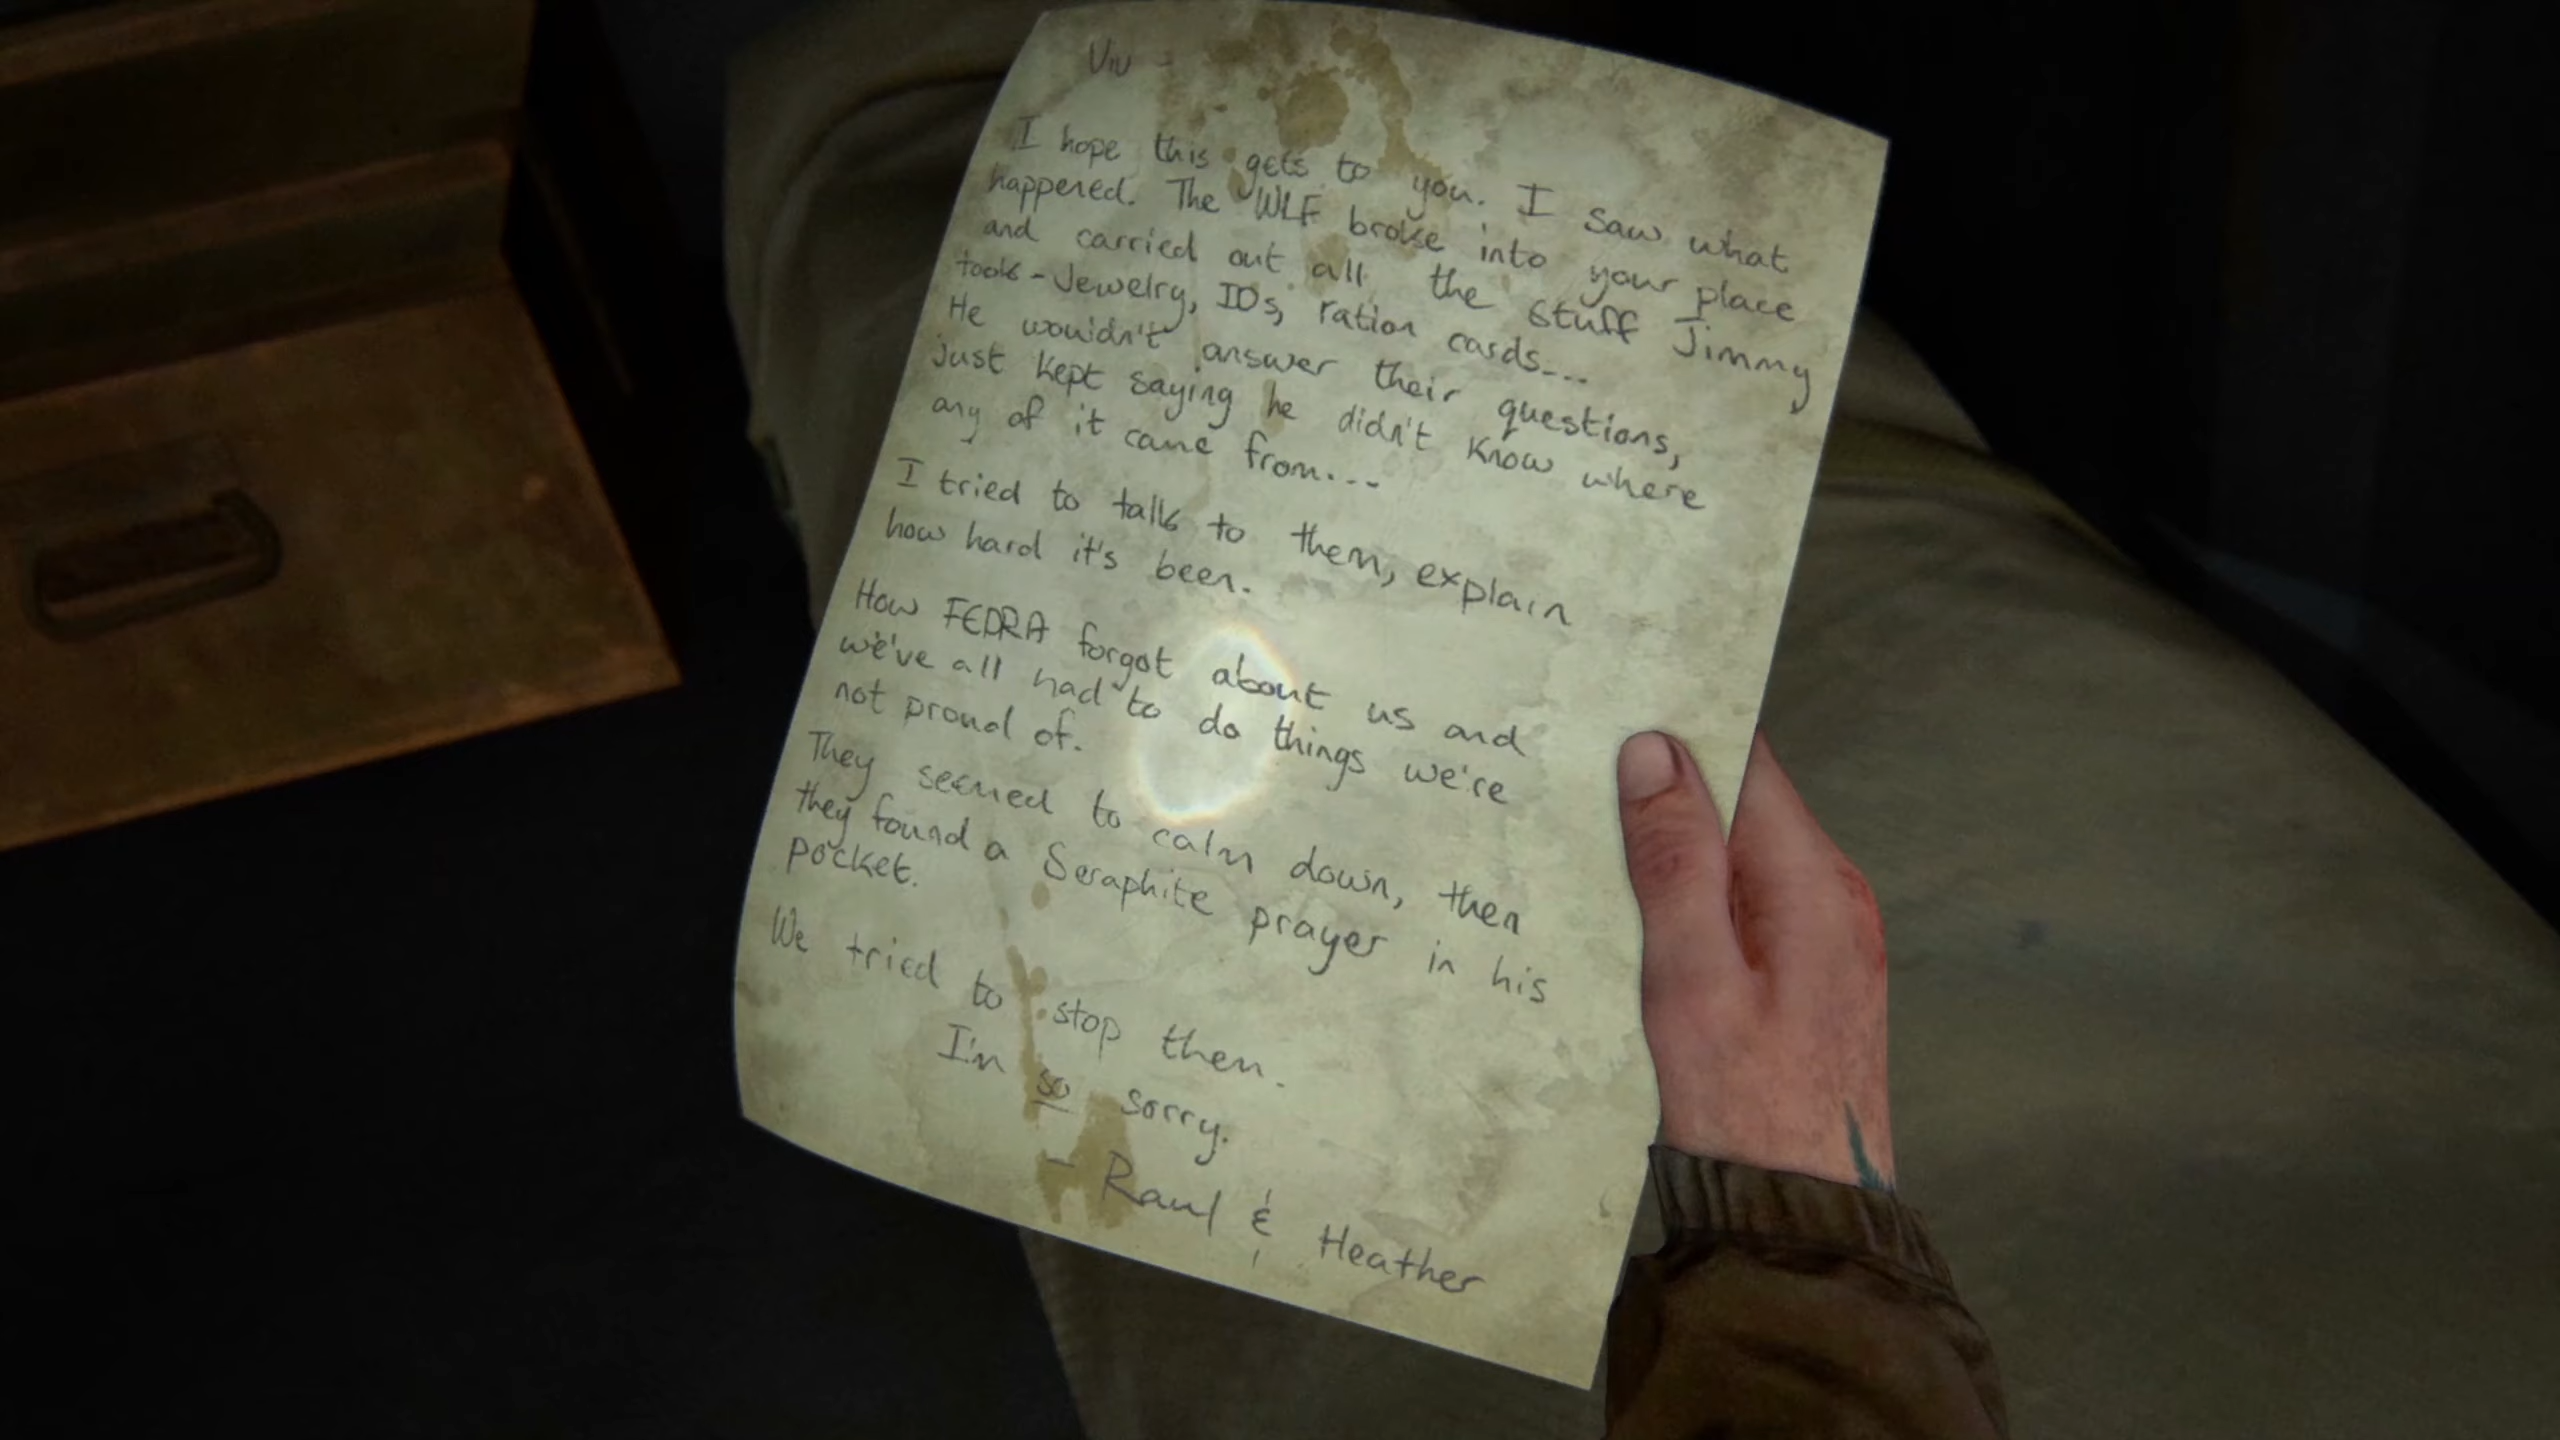 Viv -
I hope this gets to you. I saw what
happened. The WLF broke into your place
and carried out all the stuff Jimmy
took - Jewelry, IDs, ration cards...
He wouldn't answer their questions,
just kept saying he didn't know where
any of it came from...
I tried to talk to them, explain
how hard it's been.
How FEDRA forgot about us and
we've all had to do things we're
not proud of.
They seemed to calm down, then
they found a Seraphite prayer in his
pocket.
We tried to stop them.
I'm so sorry.
- Raul & Heather